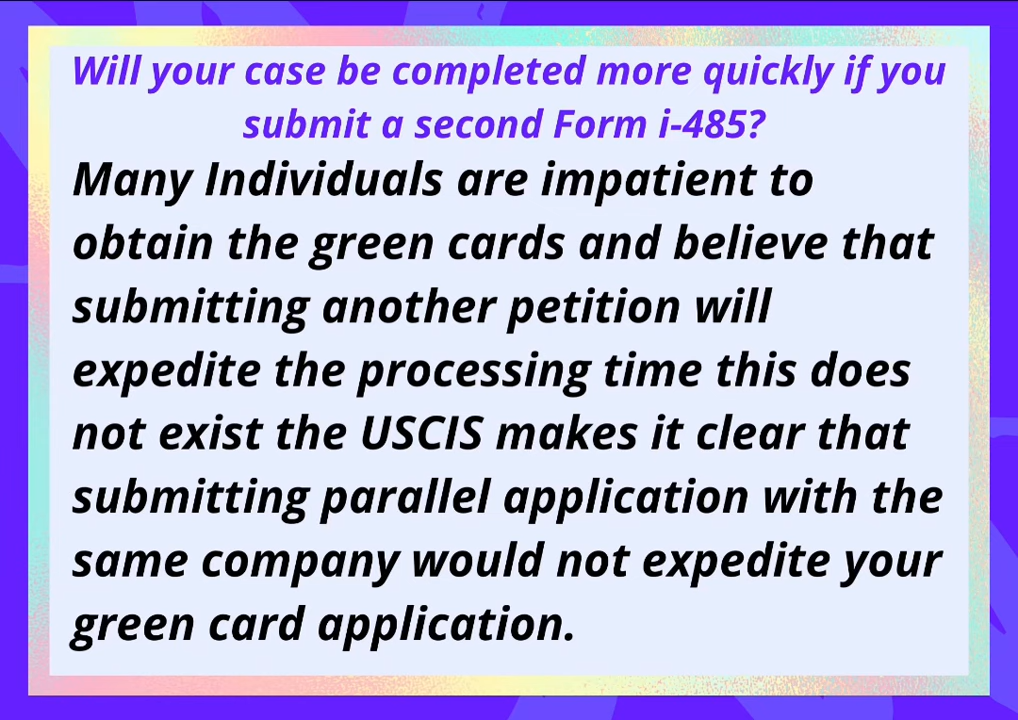 Will your case be completed more quickly if you
submit a second Form i-485?
Many Individuals are impatient to
obtain the green cards and believe that
submitting another petition will
expedite the processing time this does
not exist the USCIS makes it clear that
submitting parallel application with the
same company would not expedite your
green card application.